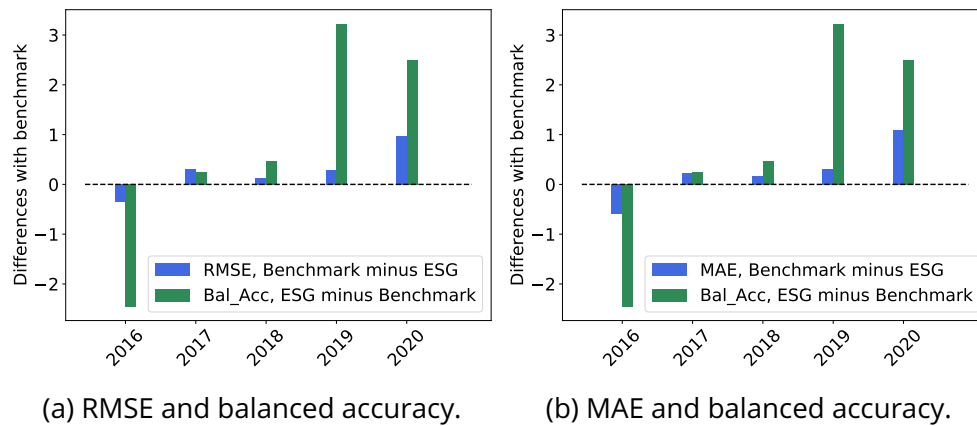 Differences with benchmark
3
2
1
0
−1
−2
RMSE, Benchmark minus ESG
Bal_Acc, ESG minus Benchmark
2016
2017
2018
2019
2020
(a) RMSE and balanced accuracy.
Differences with benchmark
3
2
1
0
−1
−2
MAE, Benchmark minus ESG
Bal_Acc, ESG minus Benchmark
2016
2017
2018
2019
2020
(b) MAE and balanced accuracy.